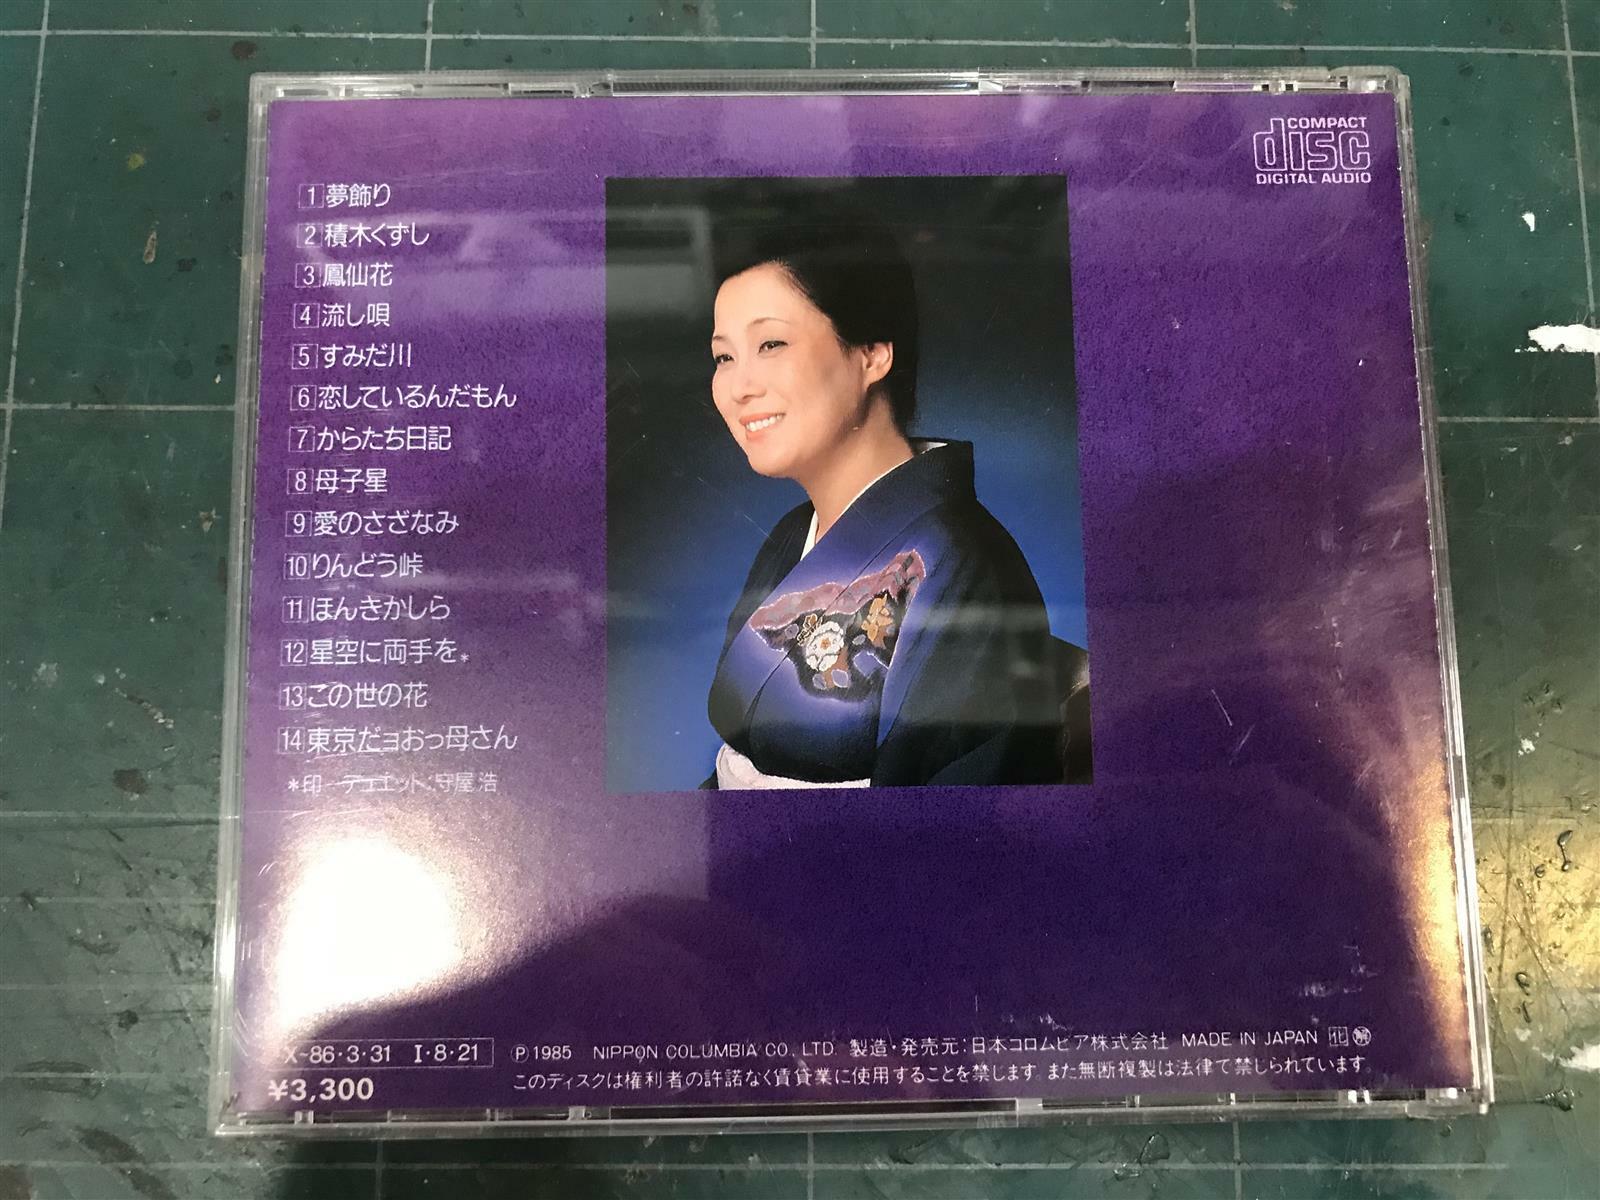 COMPACT
disc
DIGITAL AUDIO
1 夢飾り
2 積木くずし
3 鳳仙花
4 流し唄
5 すみだ川
6 恋しているんだもん
7 からたち日記
8 母子星
9 愛のさざなみ
10 りんどう峠
11 ほんきかしら
12 星空に両手を*
13 この世の花
14 東京だョおっ母さん
*印—デュエット:守屋 浩
X-86・3・31 I・8・21
¥3,300
Ⓟ1985 NIPPON COLUMBIA CO., LTD. 製造・発売元:日本コロムビア株式会社 MADE IN JAPAN
このディスクは権利者の許諾なく賃貸業に使用することを禁じます。また無断複製は法律で禁じられています。